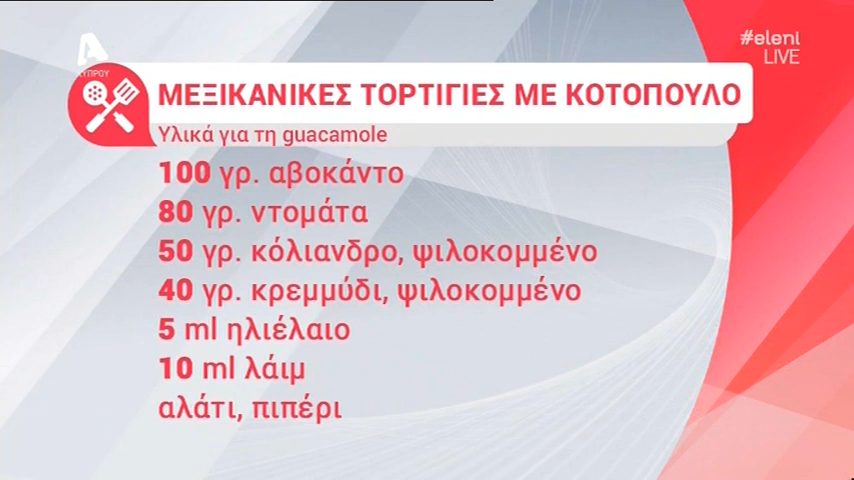 #eleni
LIVE
ΚΥΠΡΟΥ
ΜΕΞΙΚΑΝΙΚΕΣ ΤΟΡΤΙΓΙΕΣ ΜΕ ΚΟΤΟΠΟΥΛΟ
Υλικά για τη guacamole
100 γρ. αβοκάντο
80 γρ. ντομάτα
50 γρ. κόλιανδρο, ψιλοκομμένο
40 γρ. κρεμμύδι, ψιλοκομμένο
5 ml ηλιέλαιο
10 ml λάιμ
αλάτι, πιπέρι